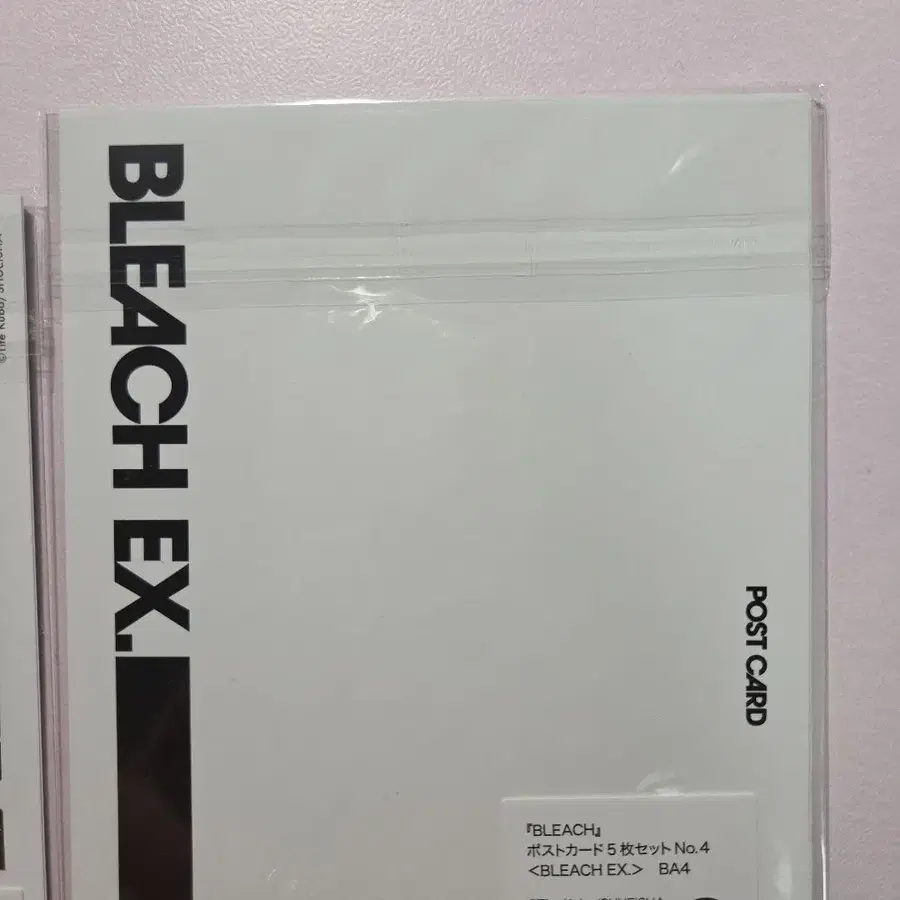 BLEACH EX.
POST CARD
『BLEACH』
ポストカード5枚セット No.4
＜BLEACH EX.＞ BA4